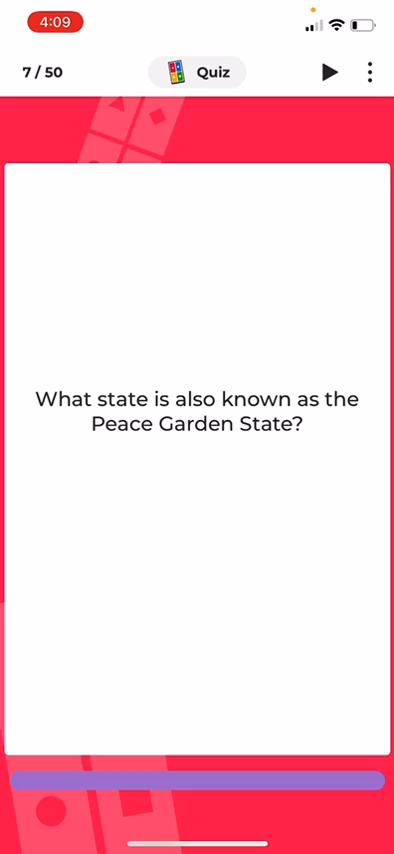 4:09
7 / 50
Quiz
What state is also known as the
Peace Garden State?